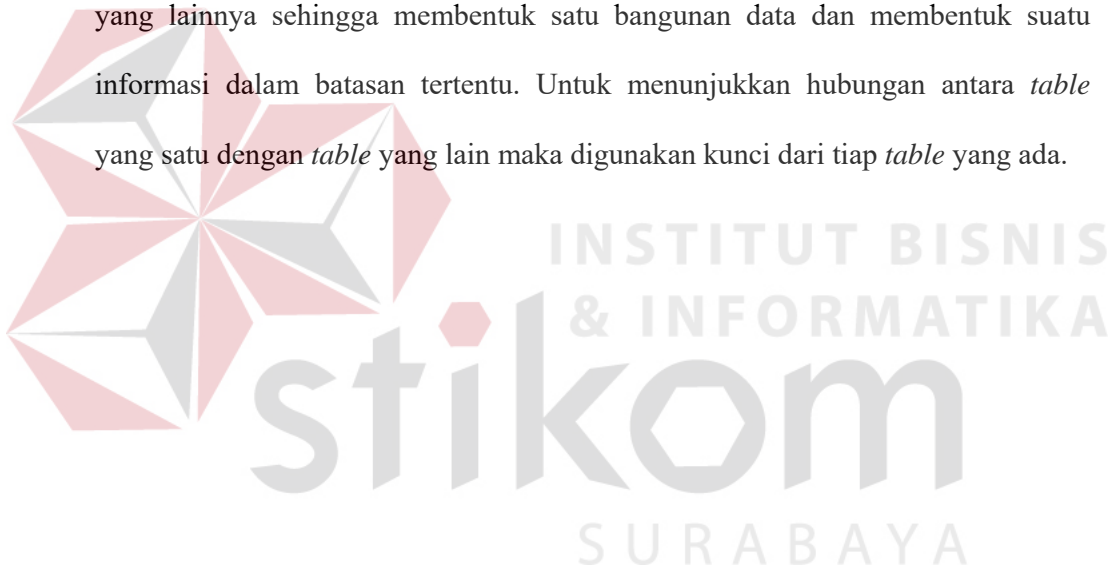 yang lainnya sehingga membentuk satu bangunan data dan membentuk suatu
informasi dalam batasan tertentu. Untuk menunjukkan hubungan antara table
yang satu dengan table yang lain maka digunakan kunci dari tiap table yang ada.
INSTITUT BISNIS
& INFORMATIKA
stikom
SURABAYA